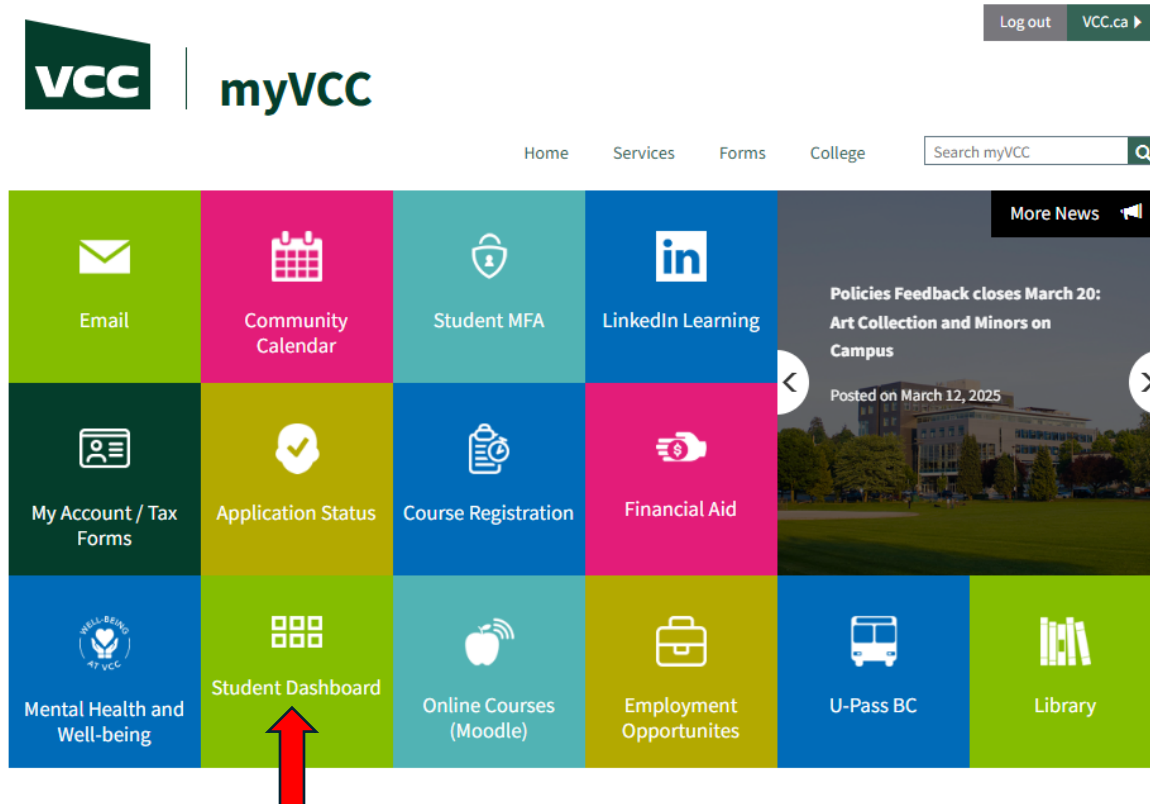 Log out
VCC.ca
VCC
myVCC
Home
Services
Forms
College
Search myVCC
Email
Community
Calendar
Student MFA
in
LinkedIn Learning
More News
Policies Feedback closes March 20:
Art Collection and Minors on
Campus
Posted on March 12, 2025
My Account / Tax
Forms
Application Status
Course Registration
$
Financial Aid
WELL-BEING
AT VCC
Mental Health and
Well-being
Student Dashboard
Online Courses
(Moodle)
Employment
Opportunites
U-Pass BC
Library